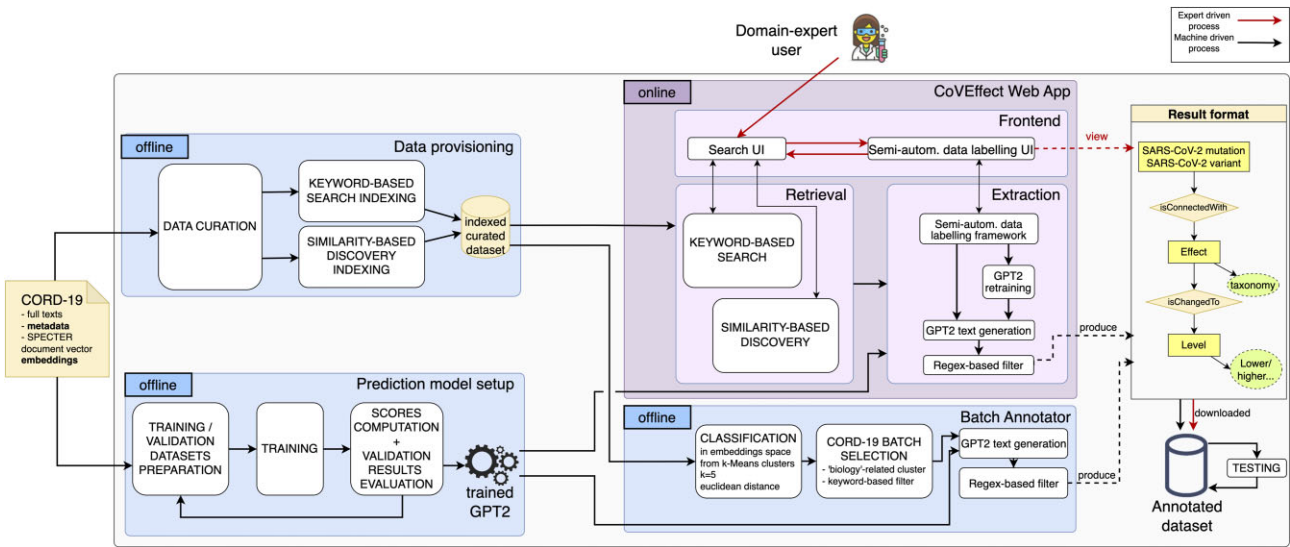 Expert driven
process
Machine driven
process
Domain-expert
user
online
CoVEffect Web App
Frontend
Search UI
Semi-autom. data labelling UI
view
offline
Data provisioning
DATA CURATION
KEYWORD-BASED
SEARCH INDEXING
SIMILARITY-BASED
DISCOVERY
INDEXING
indexed
curated
dataset
Retrieval
KEYWORD-BASED
SEARCH
SIMILARITY-BASED
DISCOVERY
Extraction
Semi-autom. data
labelling framework
GPT2
retraining
GPT2 text generation
Regex-based filter
produce
CORD-19
- full texts
- metadata
- SPECTER
document vector
embeddings
offline
Prediction model setup
TRAINING /
VALIDATION
DATASETS
PREPARATION
TRAINING
SCORES
COMPUTATION
+
VALIDATION
RESULTS
EVALUATION
trained
GPT2
offline
Batch Annotator
CLASSIFICATION
in embeddings space
from k-Means clusters
k=5
euclidean distance
CORD-19 BATCH
SELECTION
- 'biology'-related cluster
- keyword-based filter
GPT2 text generation
Regex-based filter
produce
Result format
SARS-CoV-2 mutation
SARS-CoV-2 variant
isConnectedWith
Effect
taxonomy
isChangedTo
Level
Lower/
higher...
downloaded
TESTING
Annotated
dataset